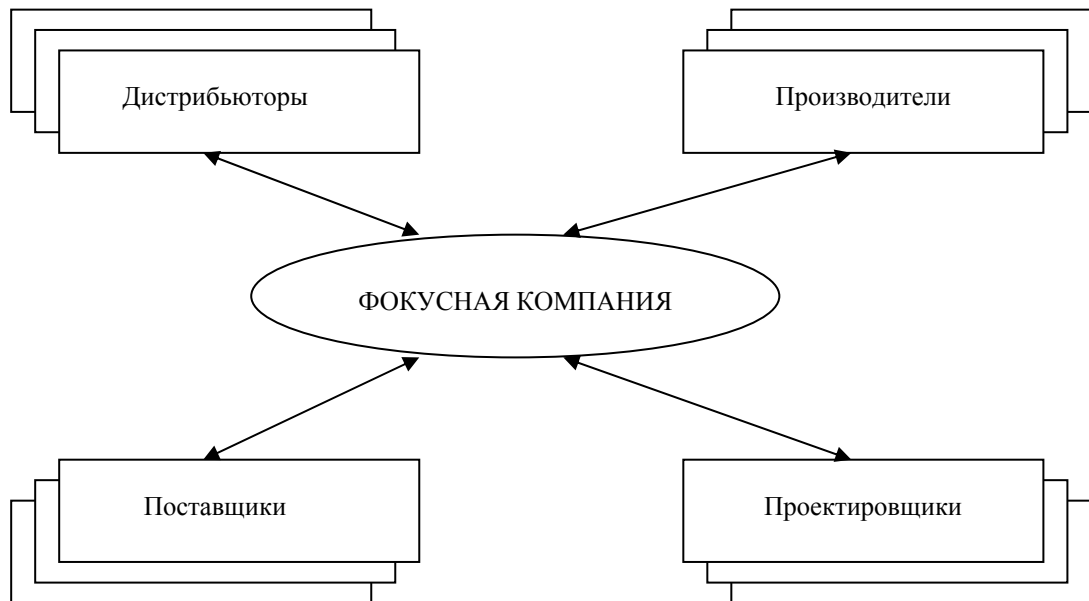 Дистрибьюторы
Производители
ФОКУСНАЯ КОМПАНИЯ
Поставщики
Проектировщики